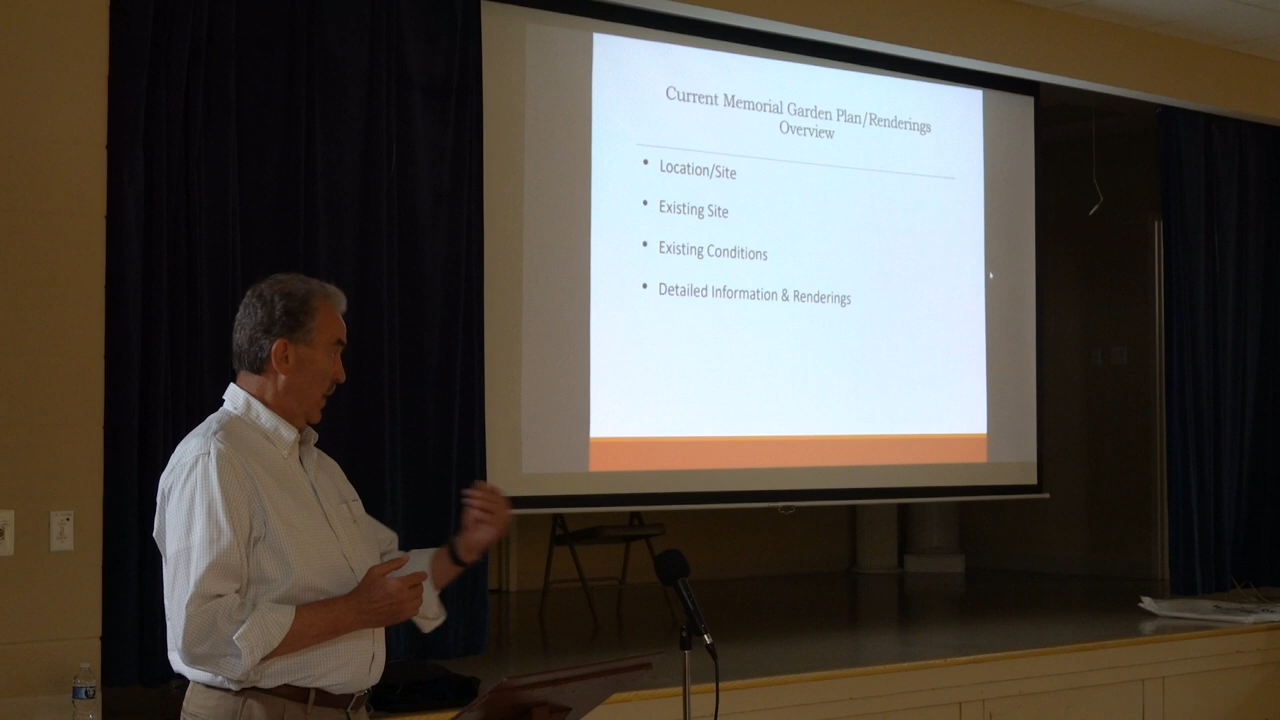 Current Memorial Garden Plan/Renderings
Overview
• Location/Site
• Existing Site
• Existing Conditions
• Detailed Information & Renderings